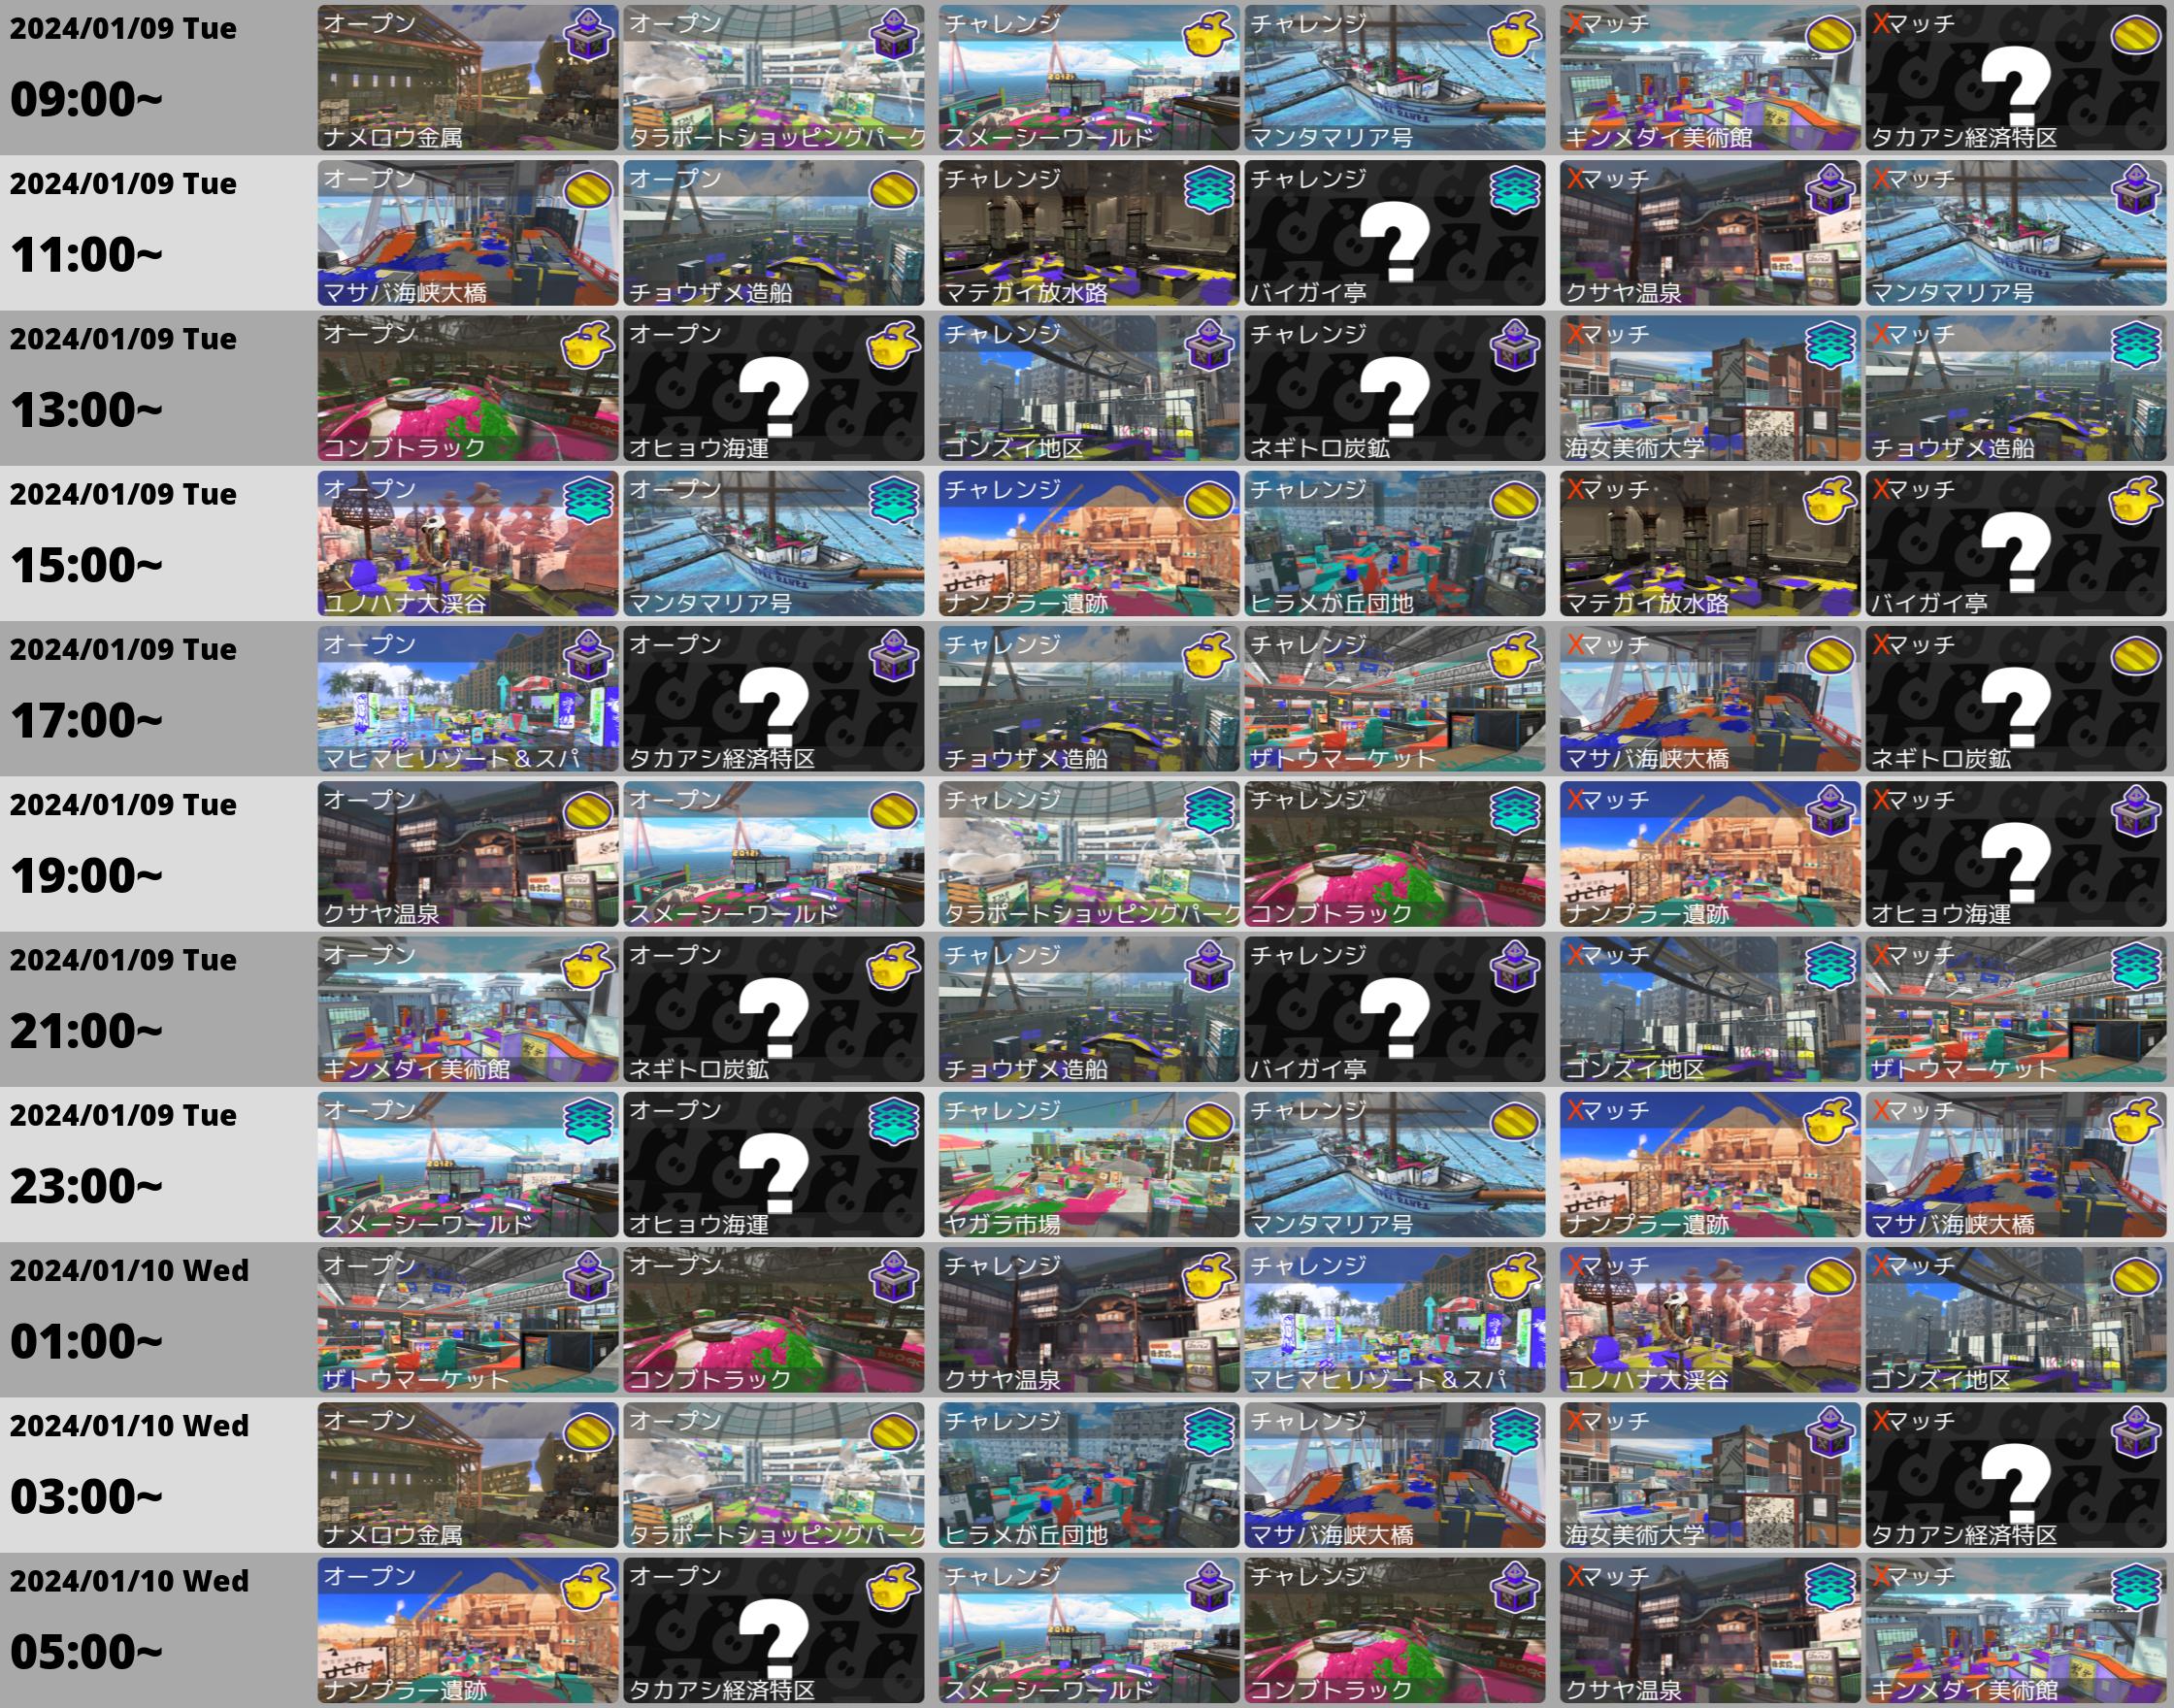 2024/01/09 Tue
09:00~
オープン
ナメロウ金属
オープン
タラポートショッピングパーク
チャレンジ
スメーシーワールド
チャレンジ
マンタマリア号
Xマッチ
キンメダイ美術館
Xマッチ
?
タカアシ経済特区
2024/01/09 Tue
11:00~
オープン
マサバ海峡大橋
オープン
チョウザメ造船
チャレンジ
マテガイ放水路
チャレンジ
?
バイガイ亭
Xマッチ
クサヤ温泉
Xマッチ
マンタマリア号
2024/01/09 Tue
13:00~
オープン
コンブトラック
オープン
?
オヒョウ海運
チャレンジ
ゴンズイ地区
チャレンジ
?
ネギトロ炭鉱
Xマッチ
海女美術大学
Xマッチ
チョウザメ造船
2024/01/09 Tue
15:00~
オープン
ユノハナ大渓谷
オープン
マンタマリア号
チャレンジ
ナンプラー遺跡
チャレンジ
ヒラメが丘団地
Xマッチ
マテガイ放水路
Xマッチ
?
バイガイ亭
2024/01/09 Tue
17:00~
オープン
マヒマヒリゾート＆スパ
オープン
?
タカアシ経済特区
チャレンジ
チョウザメ造船
チャレンジ
ザトウマーケット
Xマッチ
マサバ海峡大橋
Xマッチ
?
ネギトロ炭鉱
2024/01/09 Tue
19:00~
オープン
クサヤ温泉
オープン
スメーシーワールド
チャレンジ
タラポートショッピングパーク
チャレンジ
コンブトラック
Xマッチ
ナンプラー遺跡
Xマッチ
?
オヒョウ海運
2024/01/09 Tue
21:00~
オープン
キンメダイ美術館
オープン
?
ネギトロ炭鉱
チャレンジ
チョウザメ造船
チャレンジ
?
バイガイ亭
Xマッチ
ゴンズイ地区
Xマッチ
ザトウマーケット
2024/01/09 Tue
23:00~
オープン
スメーシーワールド
オープン
?
オヒョウ海運
チャレンジ
ヤガラ市場
チャレンジ
マンタマリア号
Xマッチ
ナンプラー遺跡
Xマッチ
マサバ海峡大橋
2024/01/10 Wed
01:00~
オープン
ザトウマーケット
オープン
コンブトラック
チャレンジ
クサヤ温泉
チャレンジ
マヒマヒリゾート＆スパ
Xマッチ
ユノハナ大渓谷
Xマッチ
ゴンズイ地区
2024/01/10 Wed
03:00~
オープン
ナメロウ金属
オープン
タラポートショッピングパーク
チャレンジ
ヒラメが丘団地
チャレンジ
マサバ海峡大橋
Xマッチ
海女美術大学
Xマッチ
?
タカアシ経済特区
2024/01/10 Wed
05:00~
オープン
ナンプラー遺跡
オープン
?
タカアシ経済特区
チャレンジ
スメーシーワールド
チャレンジ
コンブトラック
Xマッチ
クサヤ温泉
Xマッチ
キンメダイ美術館